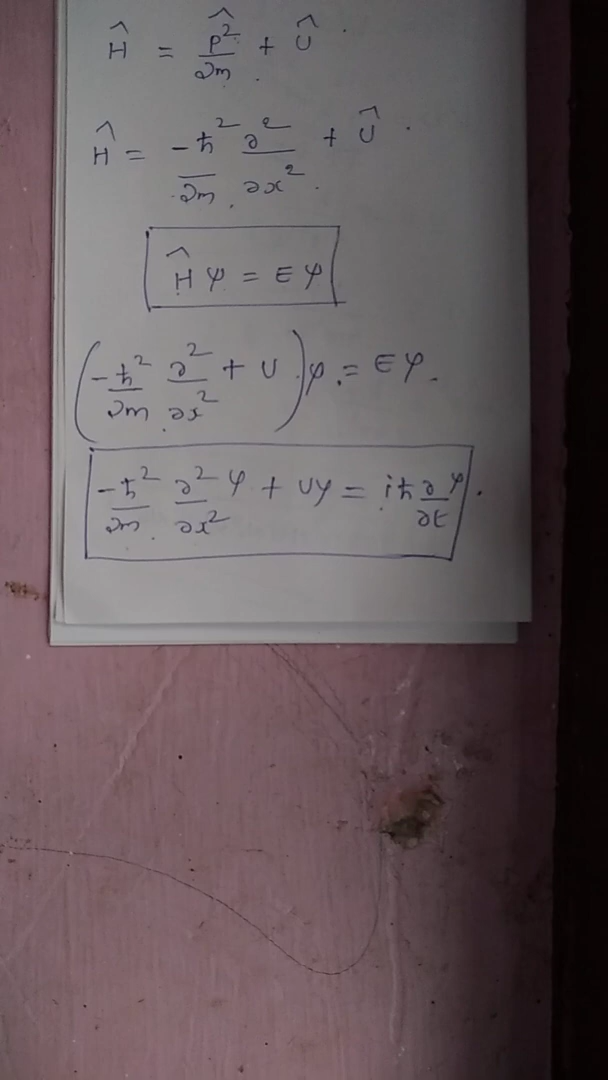 Ĥ = p̂²/2m + Û .
Ĥ = -ħ²/2m ∂²/∂x² + Û .
Ĥψ = Eψ
(-ħ²/2m ∂²/∂x² + U)ψ = Eψ.
-ħ²/2m ∂²ψ/∂x² + Uψ = iħ ∂ψ/∂t .